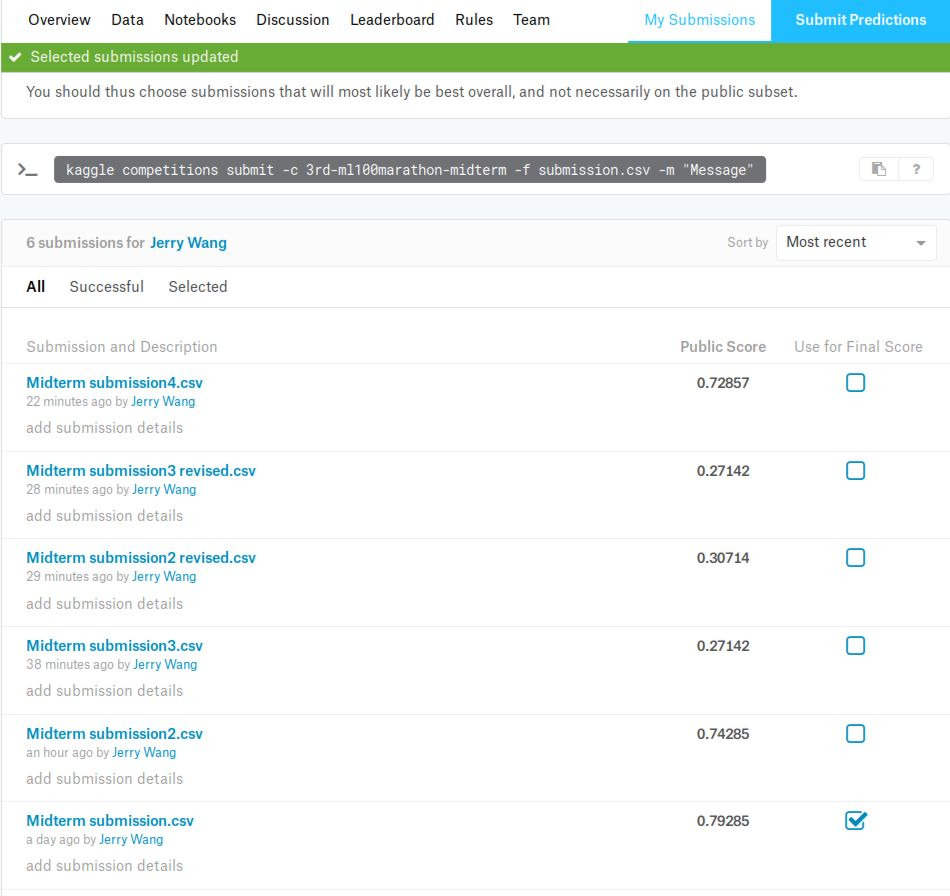 Overview Data Notebooks Discussion Leaderboard Rules Team My Submissions Submit Predictions
Selected submissions updated
You should thus choose submissions that will most likely be best overall, and not necessarily on the public subset.
>_ kaggle competitions submit -c 3rd-ml100marathon-midterm -f submission.csv -m "Message" ?
6 submissions for Jerry Wang Sort by Most recent
All Successful Selected
Submission and Description Public Score Use for Final Score
Midterm submission4.csv 0.72857
22 minutes ago by Jerry Wang
add submission details
Midterm submission3 revised.csv 0.27142
28 minutes ago by Jerry Wang
add submission details
Midterm submission2 revised.csv 0.30714
29 minutes ago by Jerry Wang
add submission details
Midterm submission3.csv 0.27142
38 minutes ago by Jerry Wang
add submission details
Midterm submission2.csv 0.74285
an hour ago by Jerry Wang
add submission details
Midterm submission.csv 0.79285
a day ago by Jerry Wang
add submission details